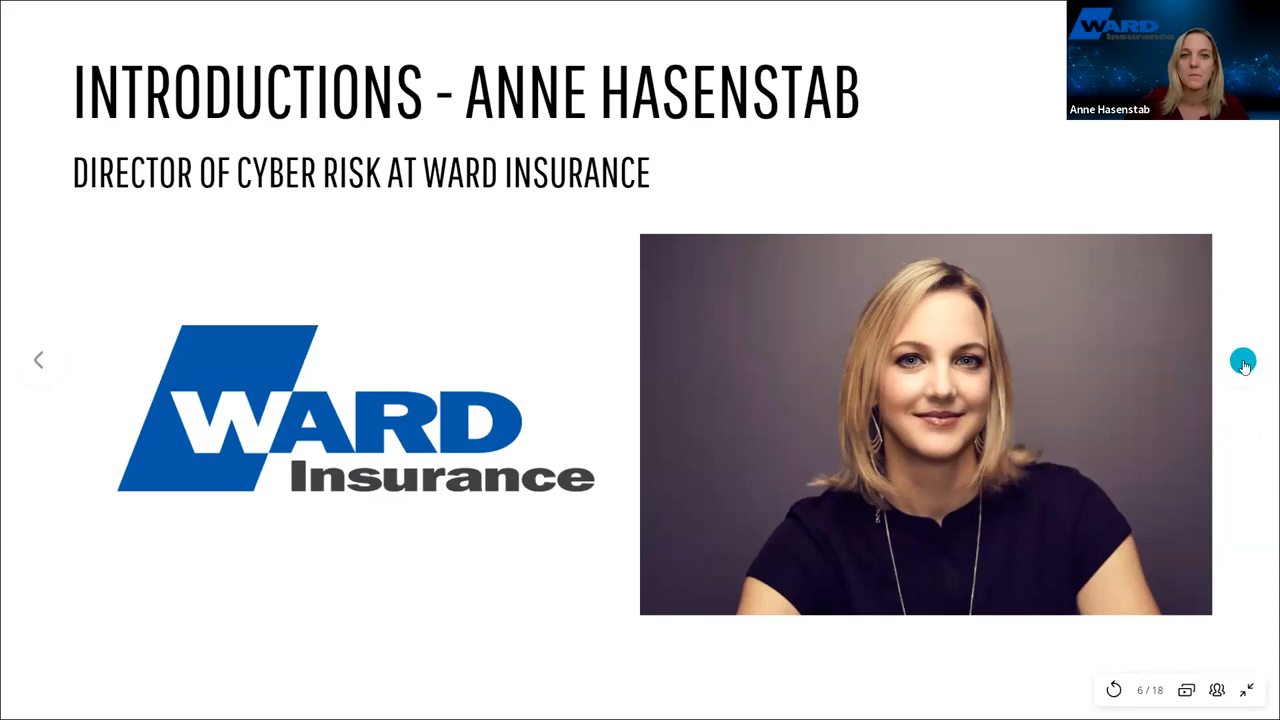 INTRODUCTIONS - ANNE HASENSTAB
DIRECTOR OF CYBER RISK AT WARD INSURANCE
WARD
Insurance
Anne Hasenstab
WARD
Insurance
6 / 18